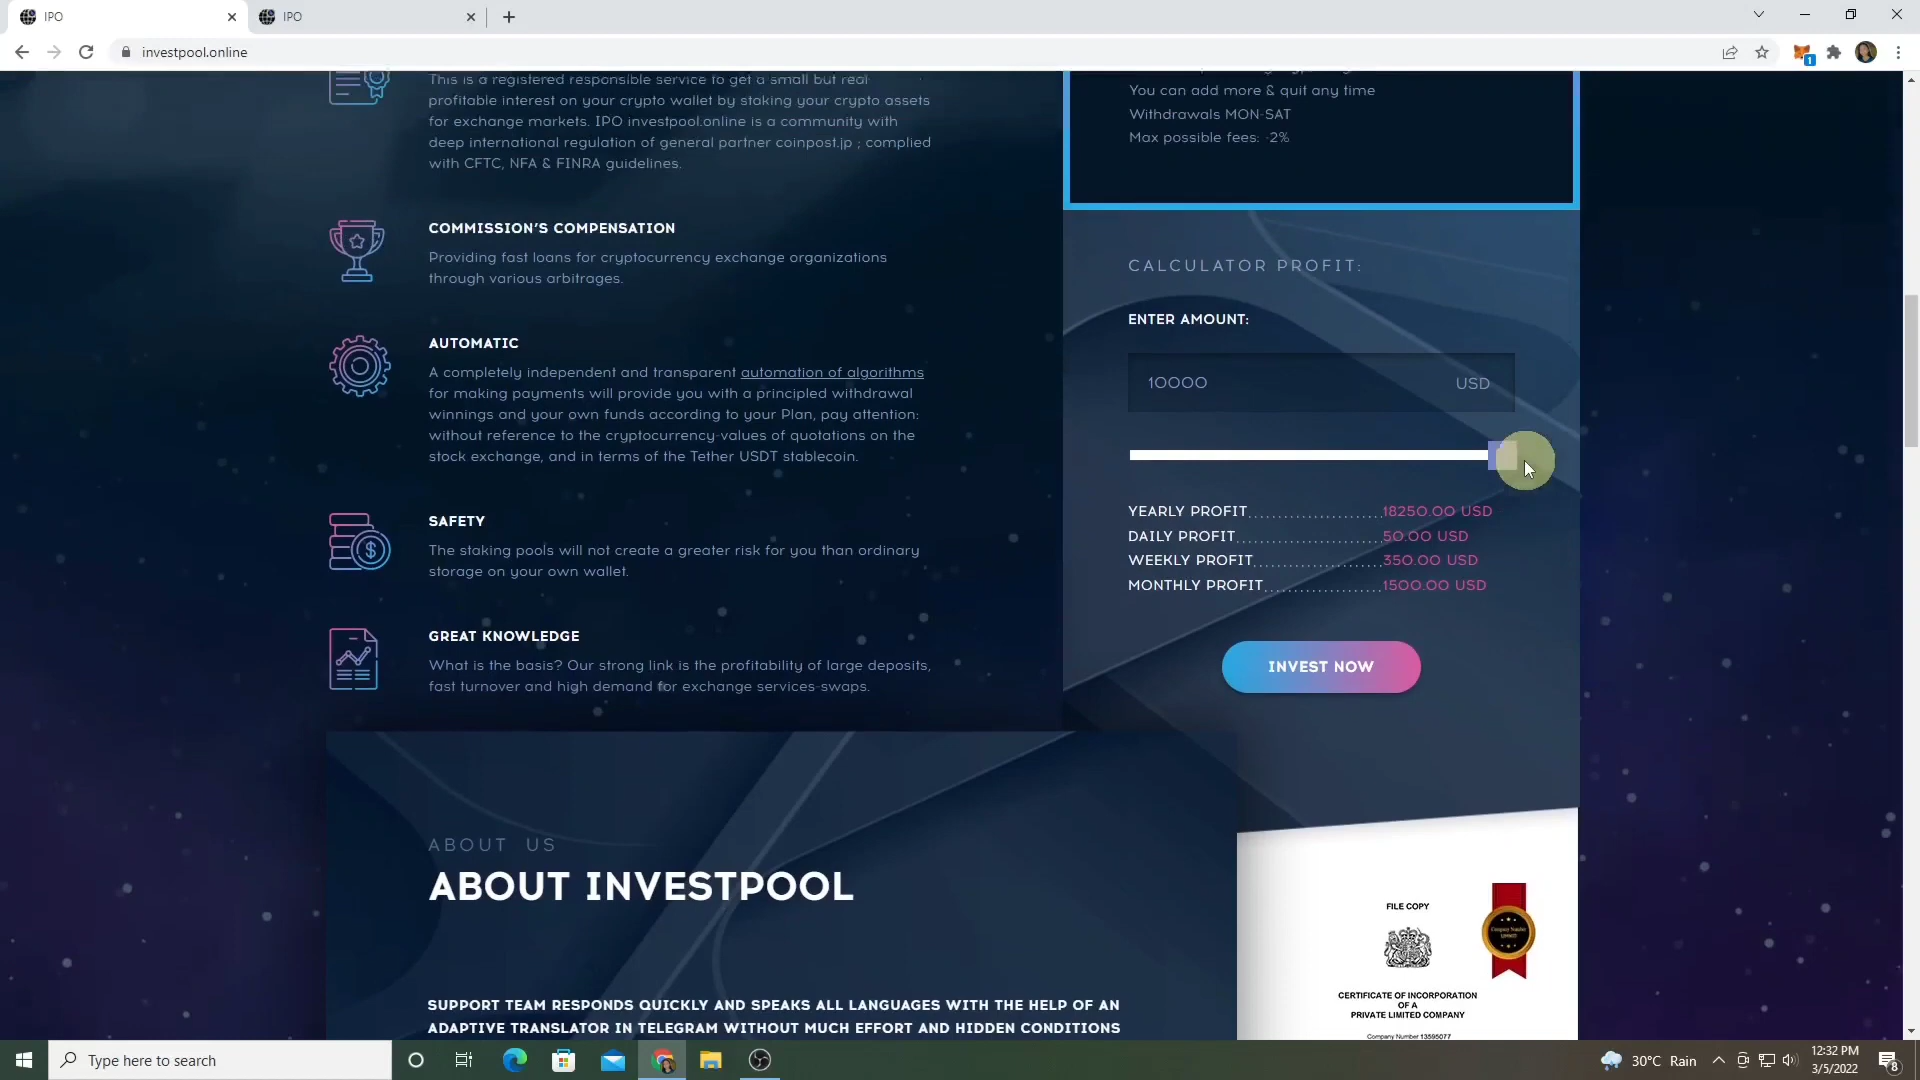 IPO
IPO
investpool.online
1
This is a registered responsible service to get a small but real
profitable interest on your crypto wallet by staking your crypto assets
for exchange markets. IPO investpool.online is a community with
deep international regulation of general partner coinpost.jp ; complied
with CFTC, NFA & FINRA guidelines.
COMMISSION'S COMPENSATION
Providing fast loans for cryptocurrency exchange organizations
through various arbitrages.
AUTOMATIC
A completely independent and transparent automation of algorithms
for making payments will provide you with a principled withdrawal
winnings and your own funds according to your Plan, pay attention:
without reference to the cryptocurrency-values of quotations on the
stock exchange, and in terms of the Tether USDT stablecoin.
SAFETY
The staking pools will not create a greater risk for you than ordinary
storage on your own wallet.
GREAT KNOWLEDGE
What is the basis? Our strong link is the profitability of large deposits,
fast turnover and high demand for exchange services-swaps.
You can add more & quit any time
Withdrawals MON-SAT
Max possible fees: -2%
CALCULATOR PROFIT:
ENTER AMOUNT:
10000 USD
YEARLY PROFIT 18250.00 USD
DAILY PROFIT 50.00 USD
WEEKLY PROFIT 350.00 USD
MONTHLY PROFIT 1500.00 USD
INVEST NOW
ABOUT US
ABOUT INVESTPOOL
SUPPORT TEAM RESPONDS QUICKLY AND SPEAKS ALL LANGUAGES WITH THE HELP OF AN
ADAPTIVE TRANSLATOR IN TELEGRAM WITHOUT MUCH EFFORT AND HIDDEN CONDITIONS
FILE COPY
CERTIFICATE OF INCORPORATION
OF A
PRIVATE LIMITED COMPANY
Company Number 13595077
Company Number
Type here to search
30°C Rain
12:32 PM
3/5/2022
8